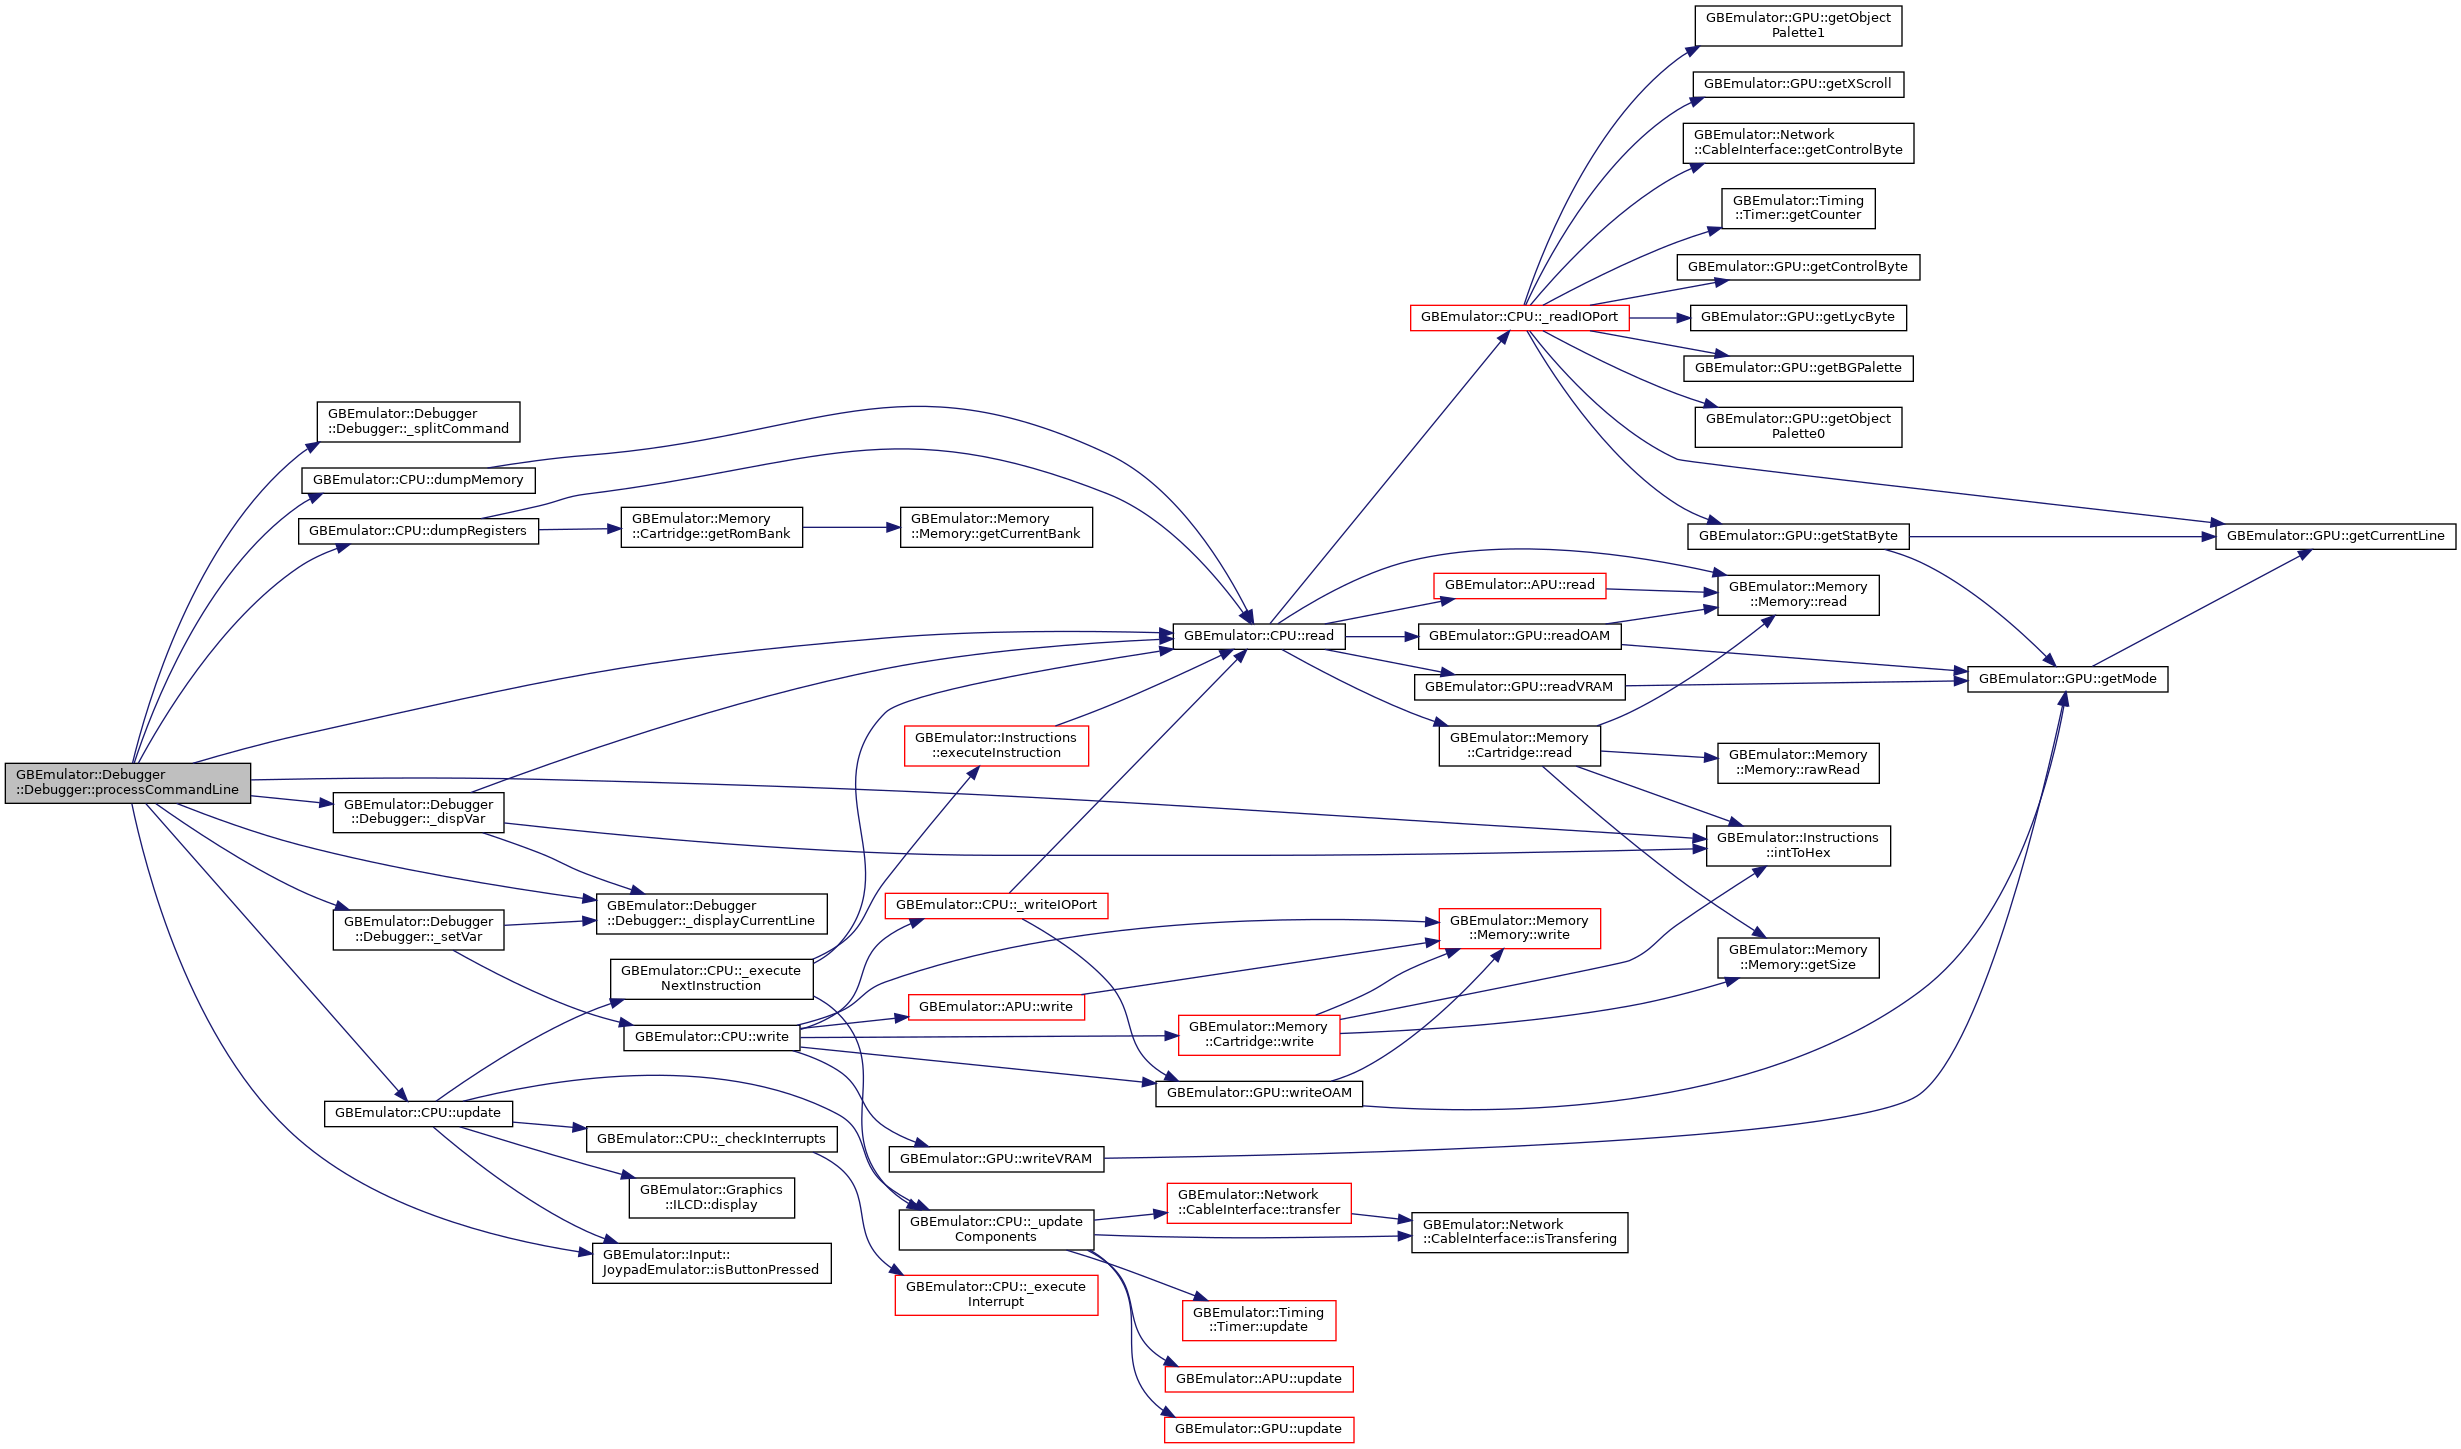 GBEmulator::Debugger
::Debugger::processCommandLine
GBEmulator::Debugger
::Debugger::_splitCommand
GBEmulator::CPU::dumpMemory
GBEmulator::CPU::dumpRegisters
GBEmulator::Debugger
::Debugger::_dispVar
GBEmulator::Debugger
::Debugger::_setVar
GBEmulator::CPU::update
GBEmulator::Memory
::Cartridge::getRomBank
GBEmulator::Debugger
::Debugger::_displayCurrentLine
GBEmulator::CPU::_execute
NextInstruction
GBEmulator::CPU::write
GBEmulator::CPU::_checkInterrupts
GBEmulator::Graphics
::ILCD::display
GBEmulator::Input::
JoypadEmulator::isButtonPressed
GBEmulator::Memory
::Memory::getCurrentBank
GBEmulator::Instructions
::executeInstruction
GBEmulator::CPU::_writeIOPort
GBEmulator::APU::write
GBEmulator::GPU::writeVRAM
GBEmulator::CPU::_update
Components
GBEmulator::CPU::_execute
Interrupt
GBEmulator::CPU::read
GBEmulator::Memory
::Cartridge::write
GBEmulator::GPU::writeOAM
GBEmulator::Network
::CableInterface::transfer
GBEmulator::Timing
::Timer::update
GBEmulator::APU::update
GBEmulator::GPU::update
GBEmulator::CPU::_readIOPort
GBEmulator::APU::read
GBEmulator::GPU::readOAM
GBEmulator::GPU::readVRAM
GBEmulator::Memory
::Cartridge::read
GBEmulator::Memory
::Memory::write
GBEmulator::Network
::CableInterface::isTransfering
GBEmulator::GPU::getObject
Palette1
GBEmulator::GPU::getXScroll
GBEmulator::Network
::CableInterface::getControlByte
GBEmulator::Timing
::Timer::getCounter
GBEmulator::GPU::getControlByte
GBEmulator::GPU::getLycByte
GBEmulator::GPU::getBGPalette
GBEmulator::GPU::getObject
Palette0
GBEmulator::GPU::getStatByte
GBEmulator::Memory
::Memory::read
GBEmulator::Memory
::Memory::rawRead
GBEmulator::Instructions
::intToHex
GBEmulator::Memory
::Memory::getSize
GBEmulator::GPU::getMode
GBEmulator::GPU::getCurrentLine